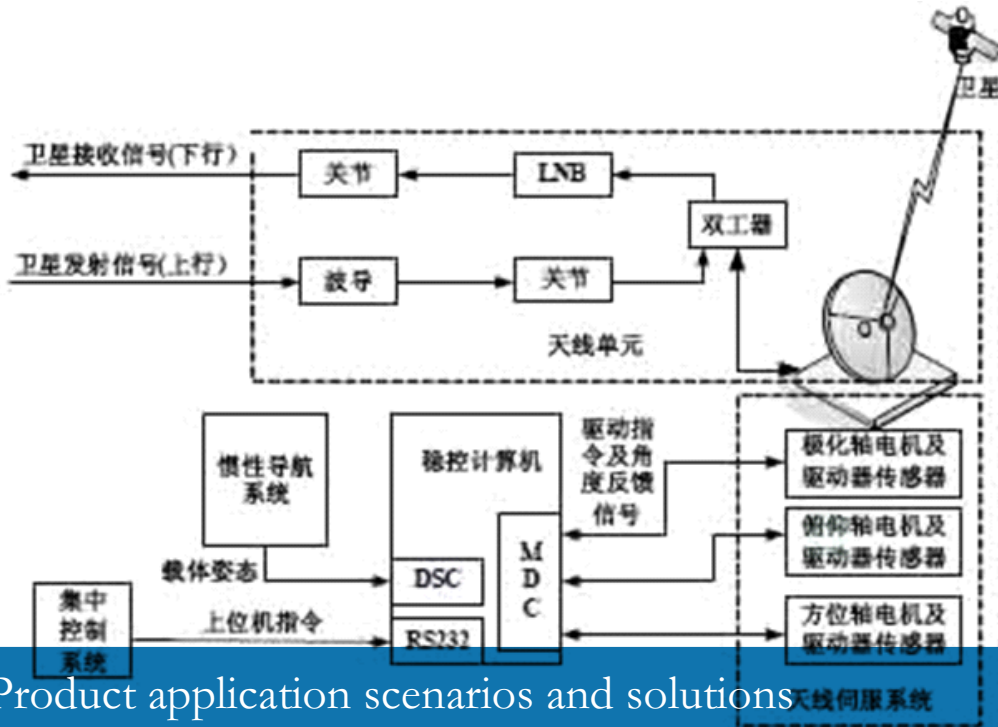 卫星
卫星接收信号(下行)
关节
LNB
双工器
卫星发射信号(上行)
波导
关节
天线单元
惯性导航
系统
稳控计算机
驱动指
令及角
度反馈
信号
极化轴电机及
驱动器传感器
俯仰轴电机及
驱动器传感器
M
D
C
载体姿态
DSC
集中
控制
系统
上位机指令
RS232
方位轴电机及
驱动器传感器
Product application scenarios and solutions
天线伺服系统